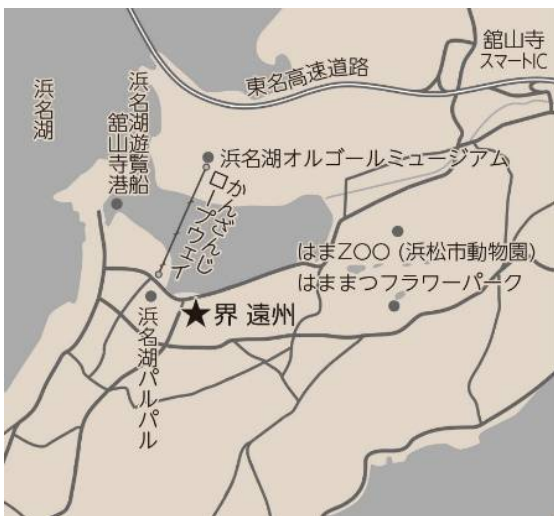 舘山寺
スマートIC
東名高速道路
浜名湖
浜名湖遊覧船
舘山寺港
浜名湖オルゴールミュージアム
かんざんじ
ロープウェイ
はまZOO (浜松市動物園)
はままつフラワーパーク
★界 遠州
浜名湖パルパル